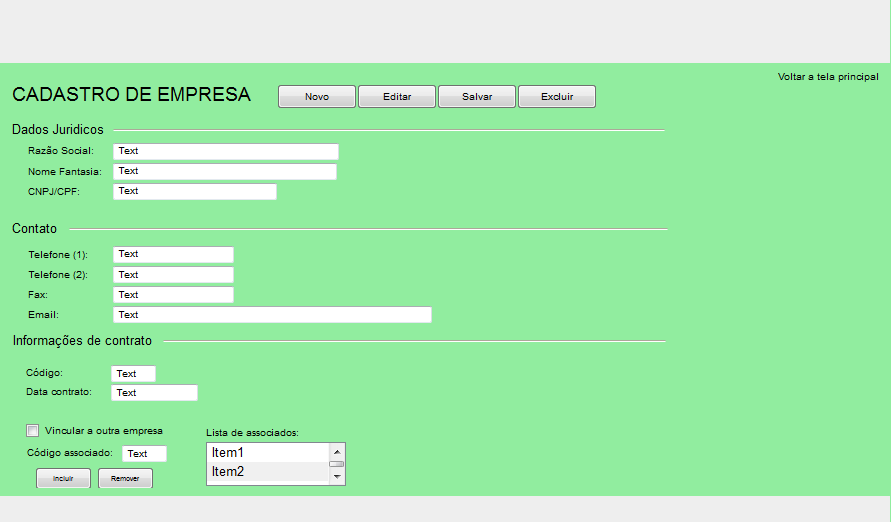 Voltar a tela principal
CADASTRO DE EMPRESA Novo Editar Salvar Excluir
Dados Juridicos
Razão Social: Text
Nome Fantasia: Text
CNPJ/CPF: Text
Contato
Telefone (1): Text
Telefone (2): Text
Fax: Text
Email: Text
Informações de contrato
Código: Text
Data contrato: Text
Vincular a outra empresa
Lista de associados:
Código associado: Text
Item1
Item2
Incluir Remover